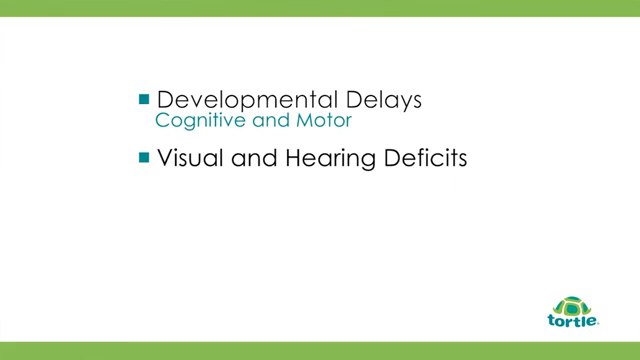 Developmental Delays
Cognitive and Motor
Visual and Hearing Deficits
tortle